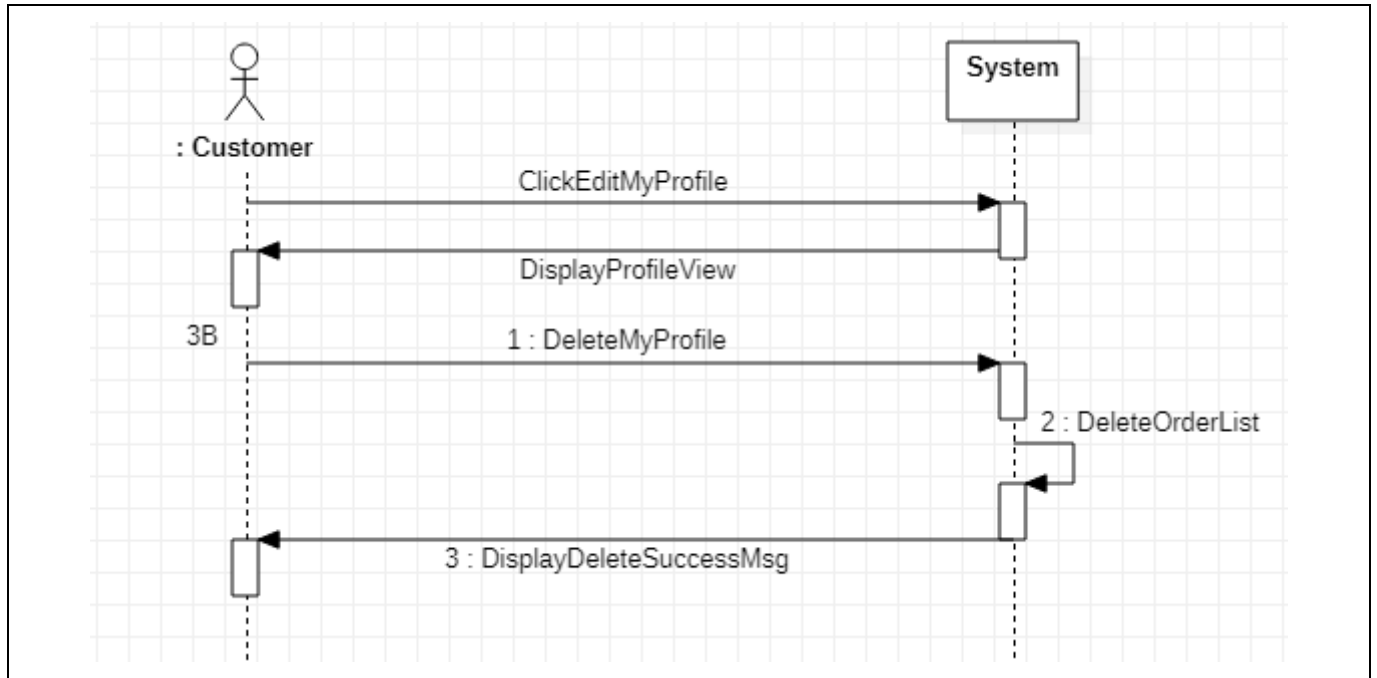 System
: Customer
ClickEditMyProfile
DisplayProfileView
3B
1 : DeleteMyProfile
2 : DeleteOrderList
3 : DisplayDeleteSuccessMsg